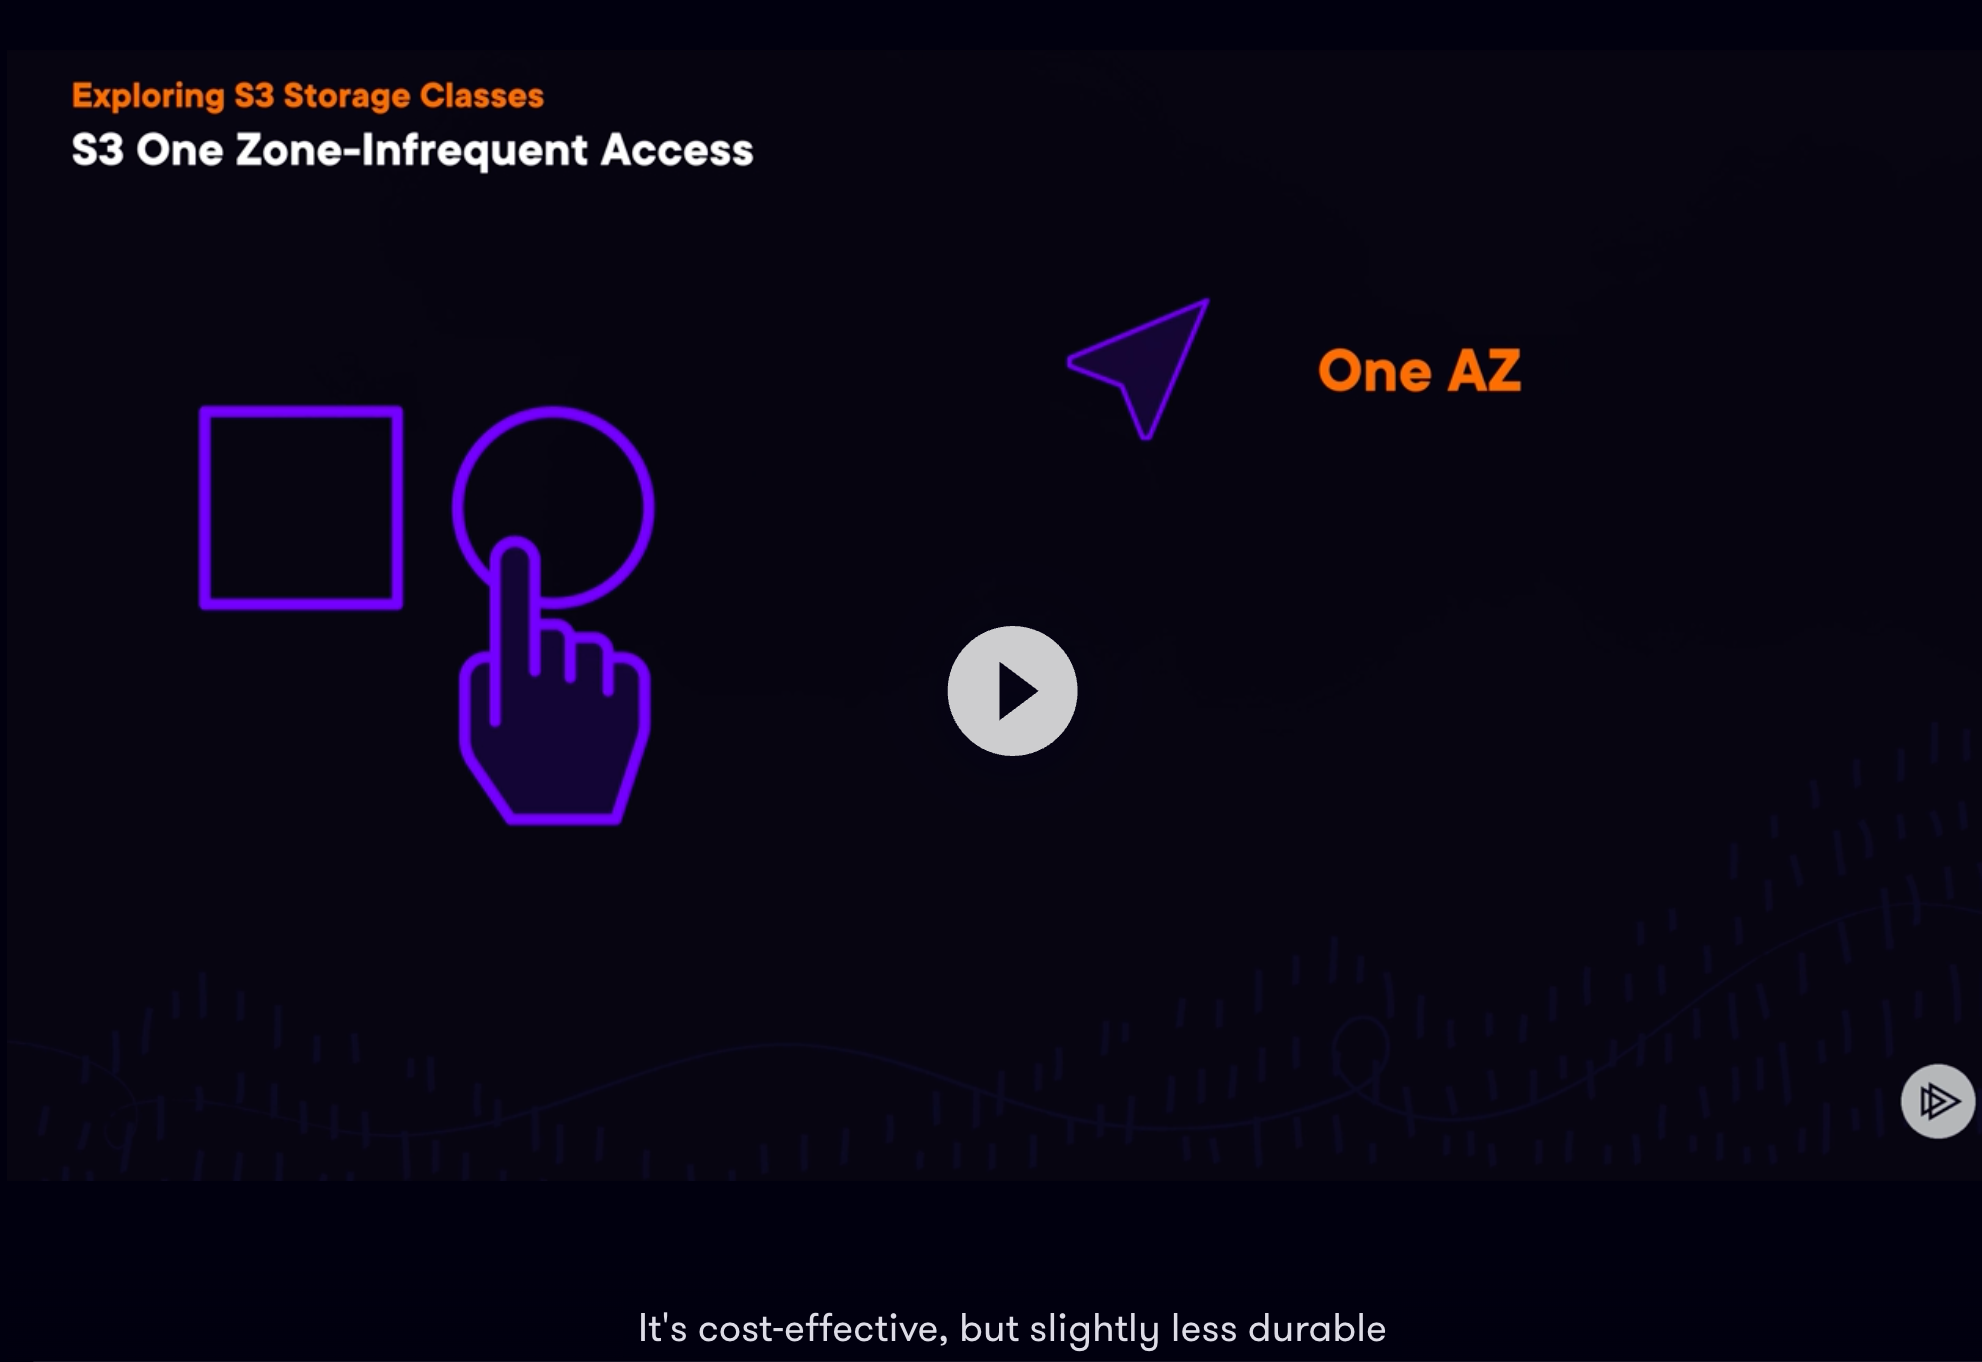 Exploring S3 Storage Classes
S3 One Zone-Infrequent Access
One AZ
It's cost-effective, but slightly less durable